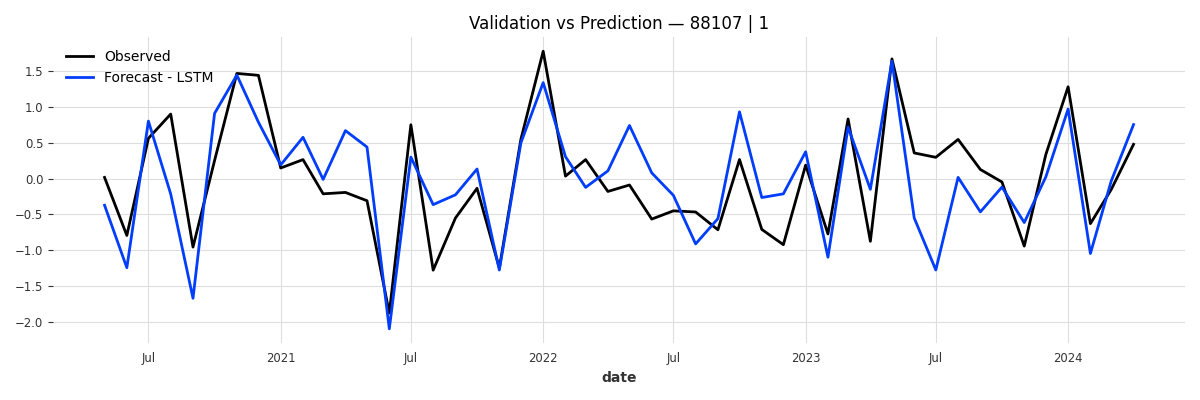 Validation vs Prediction — 88107 | 1
Observed
Forecast - LSTM
1.5
1.0
0.5
0.0
−0.5
−1.0
−1.5
−2.0
Jul 2021 Jul 2022 Jul 2023 Jul 2024
date